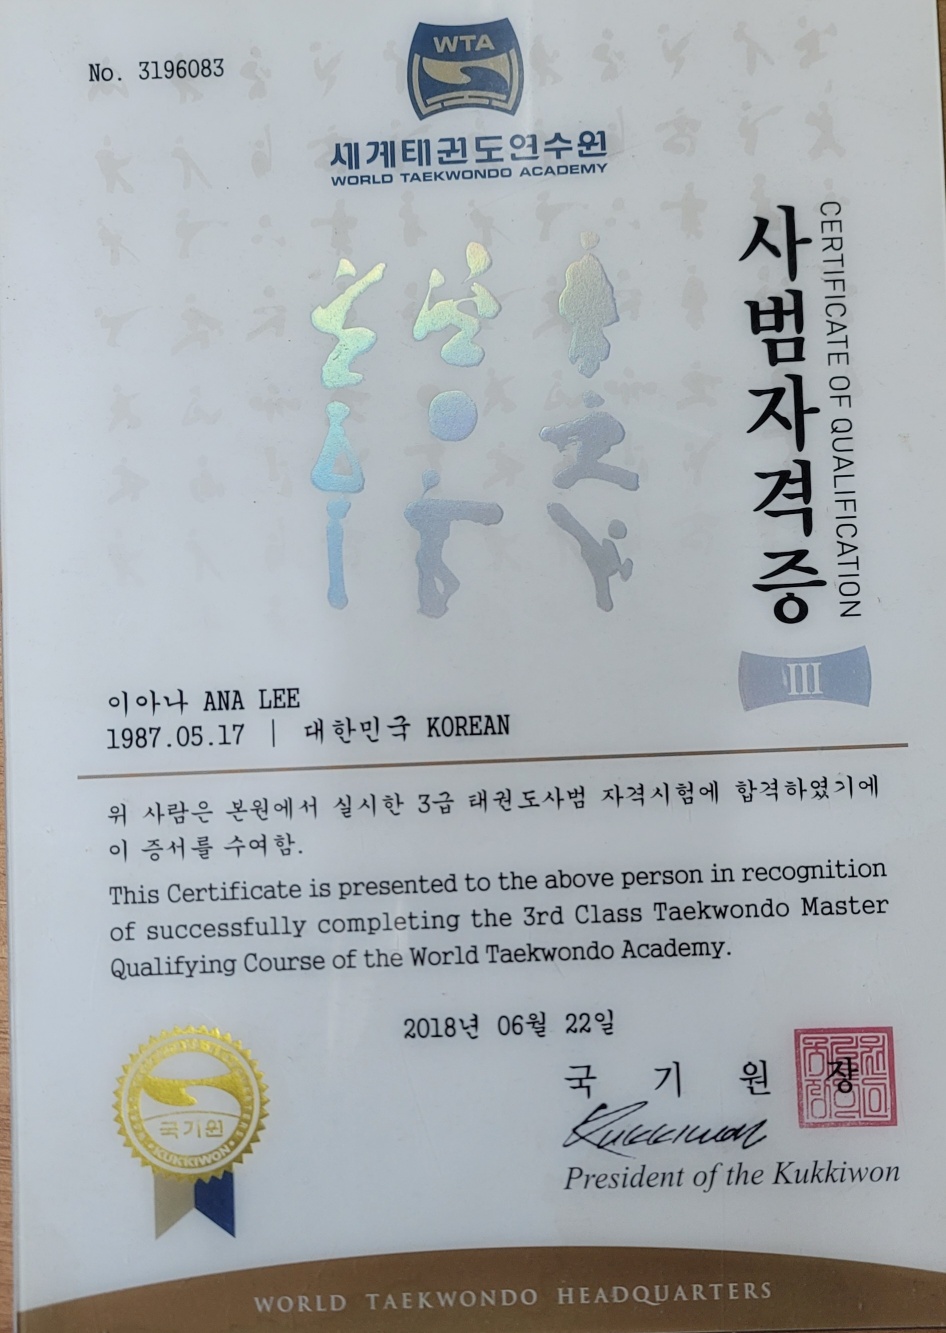 No. 3196083
WTA
세계태권도연수원
WORLD TAEKWONDO ACADEMY
사범자격증
CERTIFICATE OF QUALIFICATION
III
이아나 ANA LEE
1987.05.17 | 대한민국 KOREAN
위 사람은 본원에서 실시한 3급 태권도사범 자격시험에 합격하였기에
이 증서를 수여함.
This Certificate is presented to the above person in recognition
of successfully completing the 3rd Class Taekwondo Master
Qualifying Course of the World Taekwondo Academy.
2018년 06월 22일
국 기 원 장
Kukkiwon
President of the Kukkiwon
국기원
KUKKIWON
WORLD TAEKWONDO HEADQUARTERS